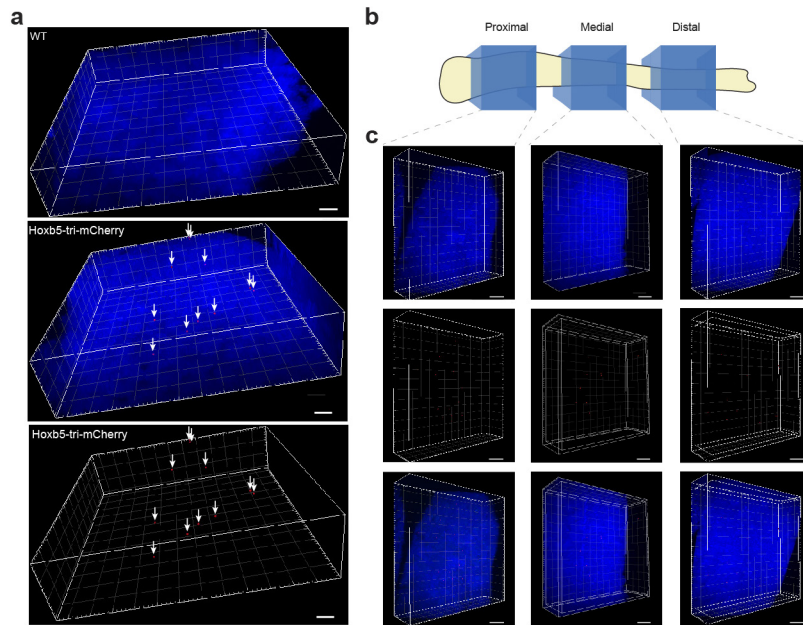 a
WT
Hoxb5-tri-mCherry
Hoxb5-tri-mCherry
b
Proximal Medial Distal
c